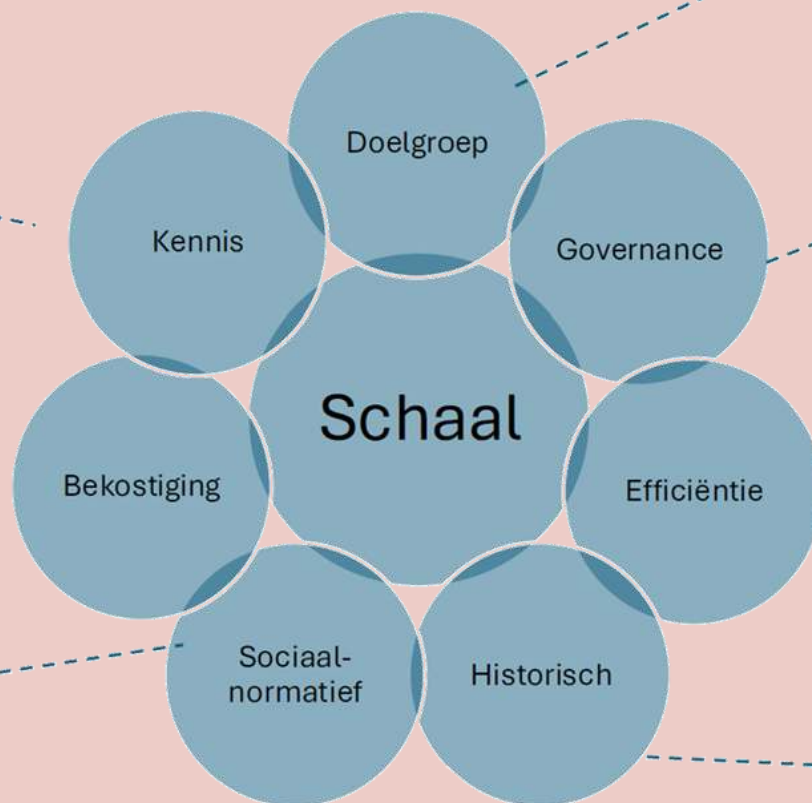 Doelgroep
Kennis
Governance
Schaal
Bekostiging
Efficiëntie
Sociaal-
normatief
Historisch